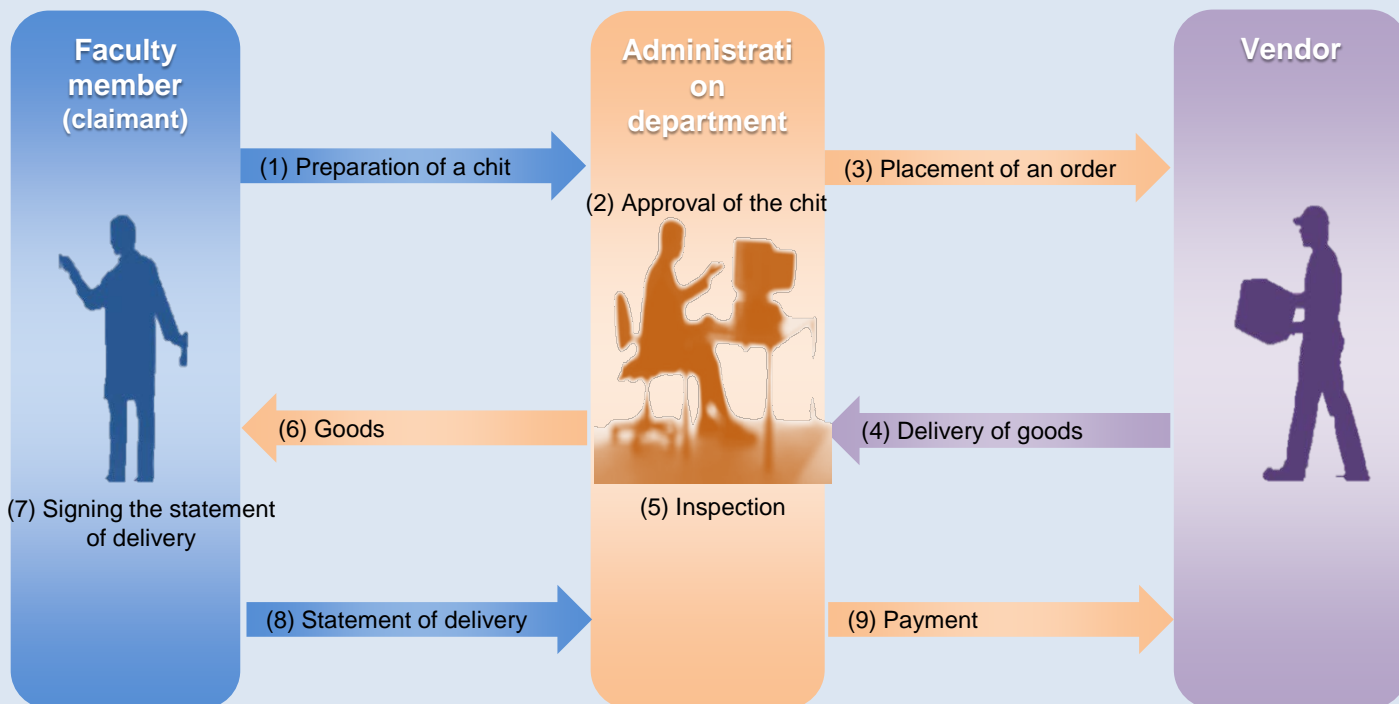 Faculty
member
(claimant)
Administrati
on
department
Vendor
(1) Preparation of a chit
(2) Approval of the chit
(3) Placement of an order
(4) Delivery of goods
(5) Inspection
(6) Goods
(7) Signing the statement
of delivery
(8) Statement of delivery
(9) Payment